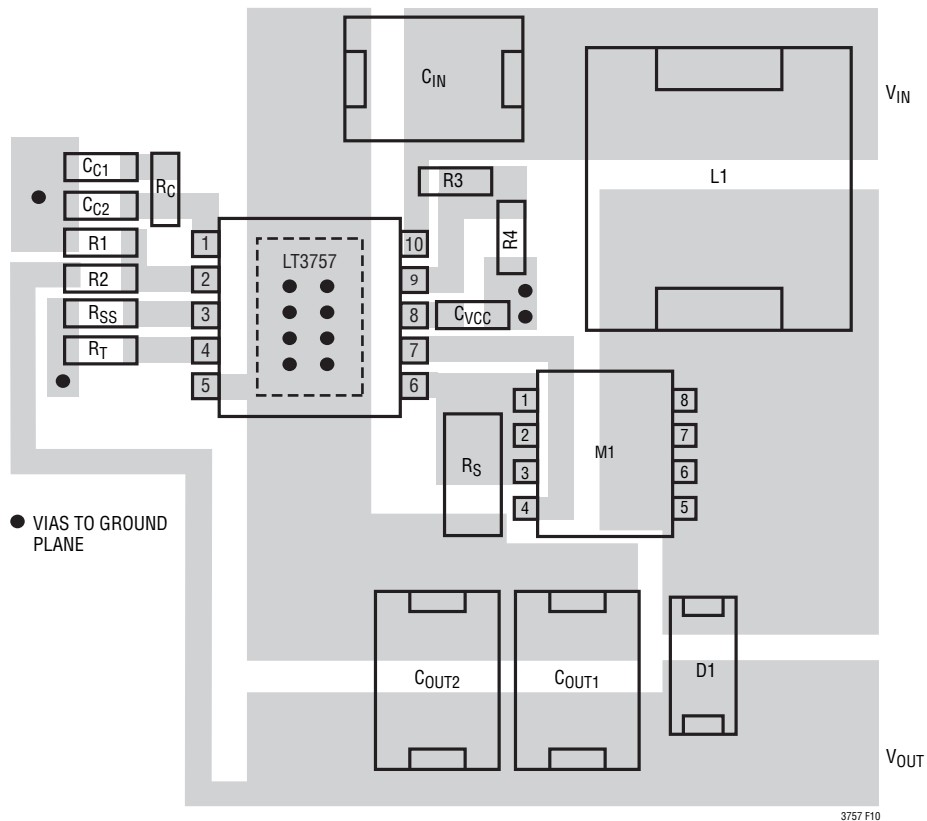 CIN
VIN
L1
CC1
RC
CC2
R1
R2
RSS
RT
R3
R4
LT3757
1
2
3
4
5
10
9
8
7
6
CVCC
RS
M1
1
2
3
4
8
7
6
5
VIAS TO GROUND
PLANE
COUT2
COUT1
D1
VOUT
3757 F10